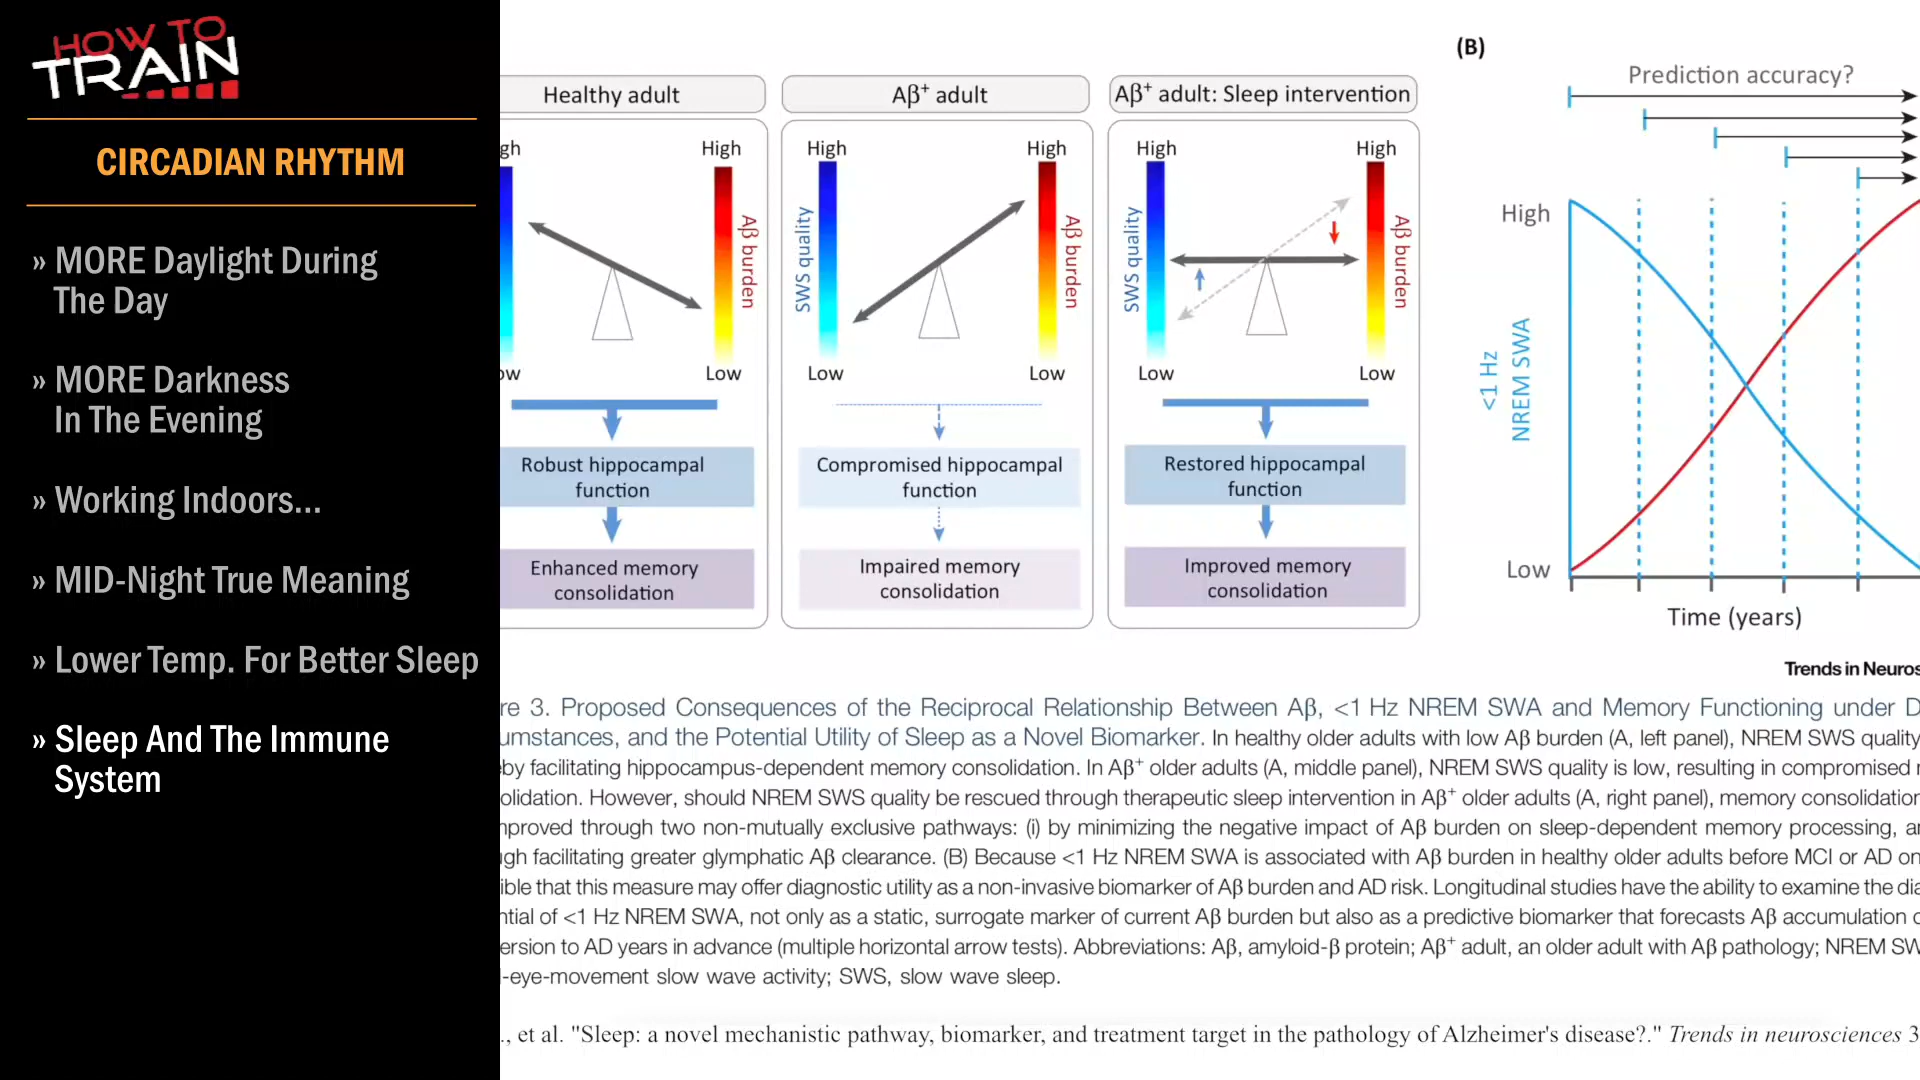 HOW TO
TRAIN
CIRCADIAN RHYTHM
» MORE Daylight During
The Day
» MORE Darkness
In The Evening
» Working Indoors...
» MID-Night True Meaning
» Lower Temp. For Better Sleep
» Sleep And The Immune
System
Healthy adult
High
Aβ burden
Low
Robust hippocampal
function
Enhanced memory
consolidation
Aβ+ adult
High
High
SWS quality
Aβ burden
Low
Low
Compromised hippocampal
function
Impaired memory
consolidation
Aβ+ adult: Sleep intervention
High
High
SWS quality
Aβ burden
Low
Low
Restored hippocampal
function
Improved memory
consolidation
(B)
Prediction accuracy?
High
<1 Hz
NREM SWA
Low
Time (years)
Trends in
3. Proposed Consequences of the Reciprocal Relationship Between Aβ, <1 Hz NREM SWA and Memory Functioning under
and the Potential Utility of Sleep as a Novel Biomarker. In healthy older adults with low Aβ burden (A, left panel), NREM SWS quality
facilitating hippocampus-dependent memory consolidation. In Aβ+ older adults (A, middle panel), NREM SWS quality is low, resulting in compromised
However, should NREM SWS quality be rescued through therapeutic sleep intervention in Aβ+ older adults (A, right panel), memory consolidation
through two non-mutually exclusive pathways: (i) by minimizing the negative impact of Aβ burden on sleep-dependent memory processing,
facilitating greater glymphatic Aβ clearance. (B) Because <1 Hz NREM SWA is associated with Aβ burden in healthy older adults before MCI or AD
that this measure may offer diagnostic utility as a non-invasive biomarker of Aβ burden and AD risk. Longitudinal studies have the ability to examine the
of <1 Hz NREM SWA, not only as a static, surrogate marker of current Aβ burden but also as a predictive biomarker that forecasts Aβ accumulation
to AD years in advance (multiple horizontal arrow tests). Abbreviations: Aβ, amyloid-β protein; Aβ+ adult, an older adult with Aβ pathology; NREM
-eye-movement slow wave activity; SWS, slow wave sleep.
., et al. "Sleep: a novel mechanistic pathway, biomarker, and treatment target in the pathology of Alzheimer's disease?." Trends in neurosciences